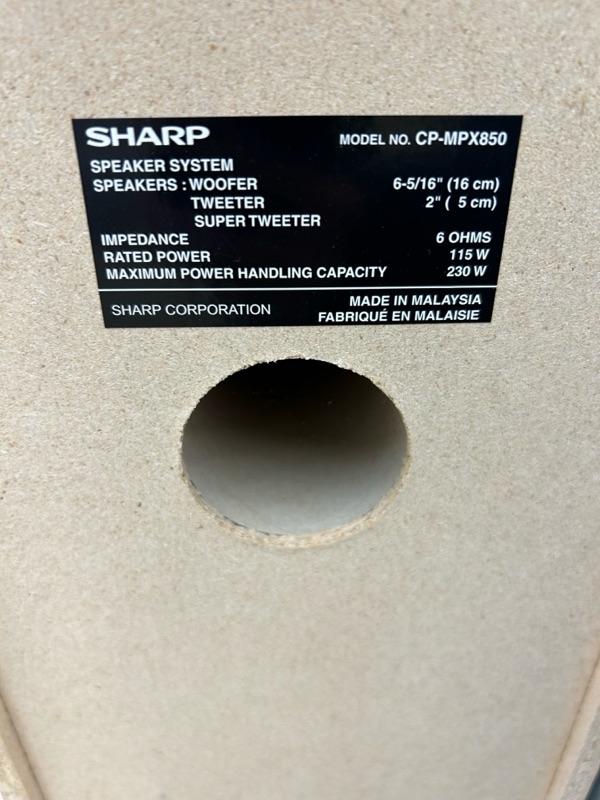 SHARP MODEL NO. CP-MPX850
SPEAKER SYSTEM
SPEAKERS : WOOFER 6-5/16" (16 cm)
TWEETER 2" ( 5 cm)
SUPER TWEETER
IMPEDANCE 6 OHMS
RATED POWER 115 W
MAXIMUM POWER HANDLING CAPACITY 230 W
SHARP CORPORATION MADE IN MALAYSIA
FABRIQUÉ EN MALAISIE